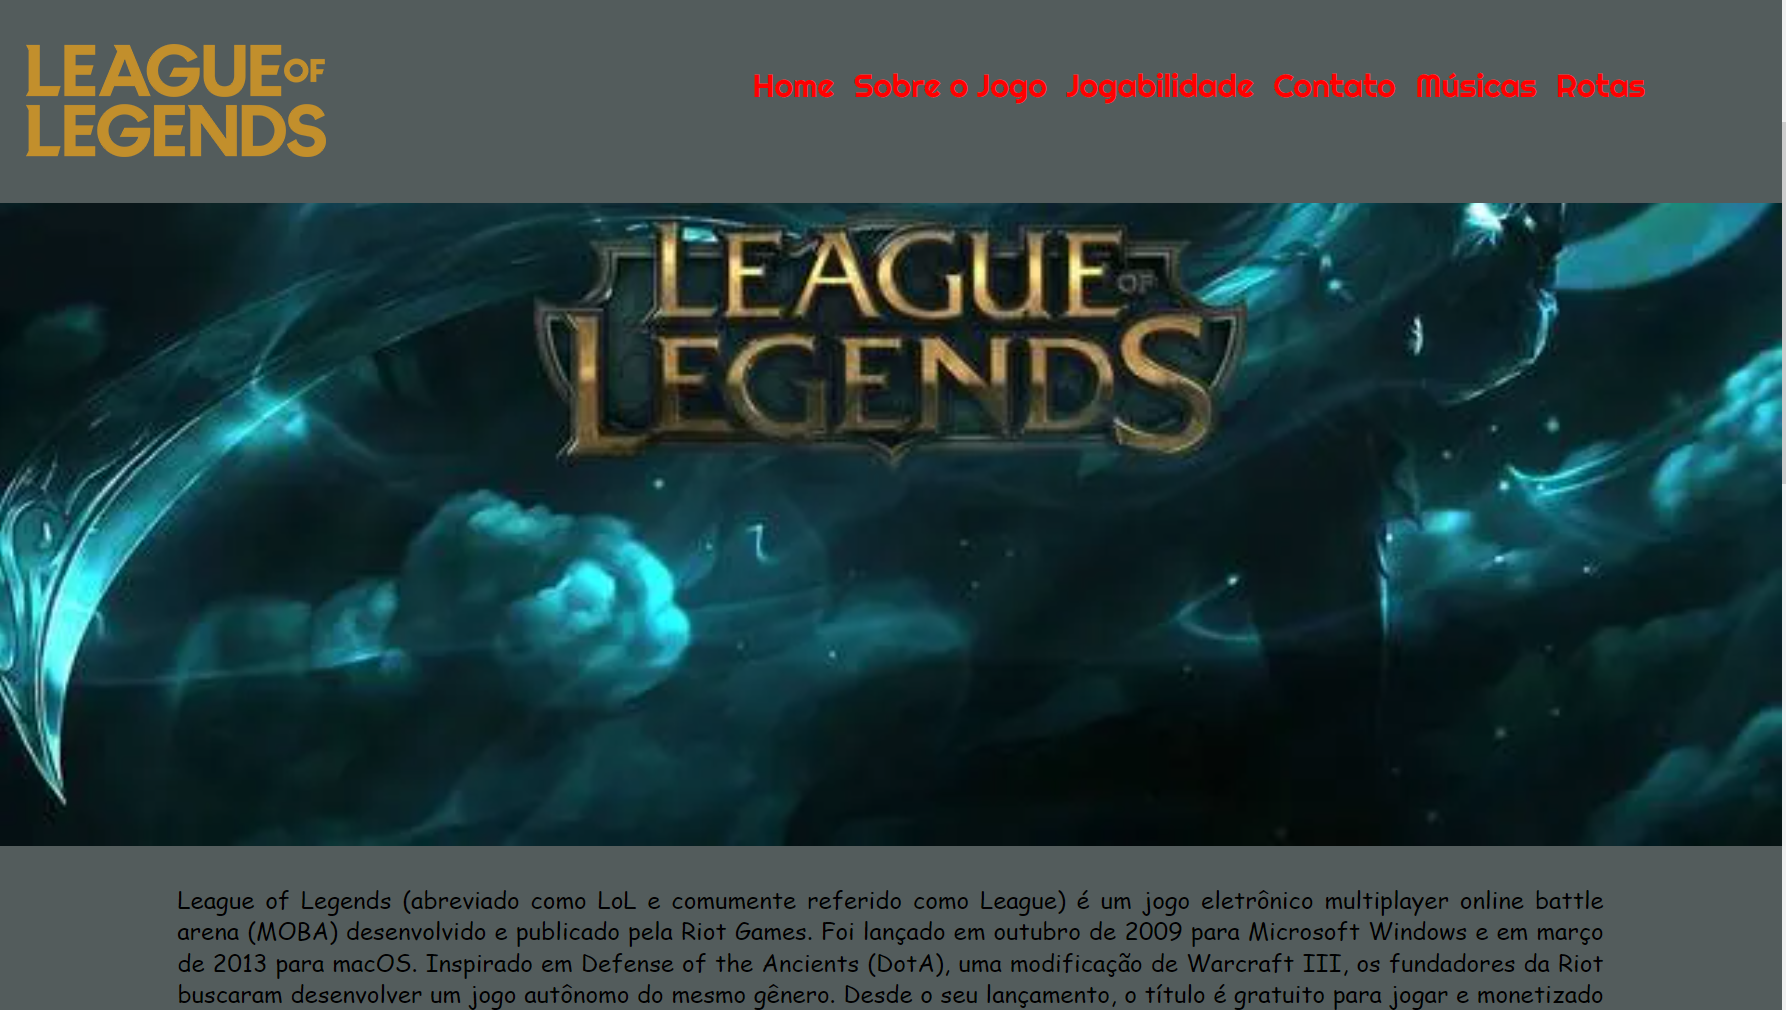 LEAGUE OF
LEGENDS
Home Sobre o Jogo Jogabilidade Contato Músicas Rotas
LEAGUE OF
LEGENDS
League of Legends (abreviado como LoL e comumente referido como League) é um jogo eletrônico multiplayer online battle
arena (MOBA) desenvolvido e publicado pela Riot Games. Foi lançado em outubro de 2009 para Microsoft Windows e em março
de 2013 para macOS. Inspirado em Defense of the Ancients (DotA), uma modificação de Warcraft III, os fundadores da Riot
buscaram desenvolver um jogo autônomo do mesmo gênero. Desde o seu lançamento, o título é gratuito para jogar e monetizado